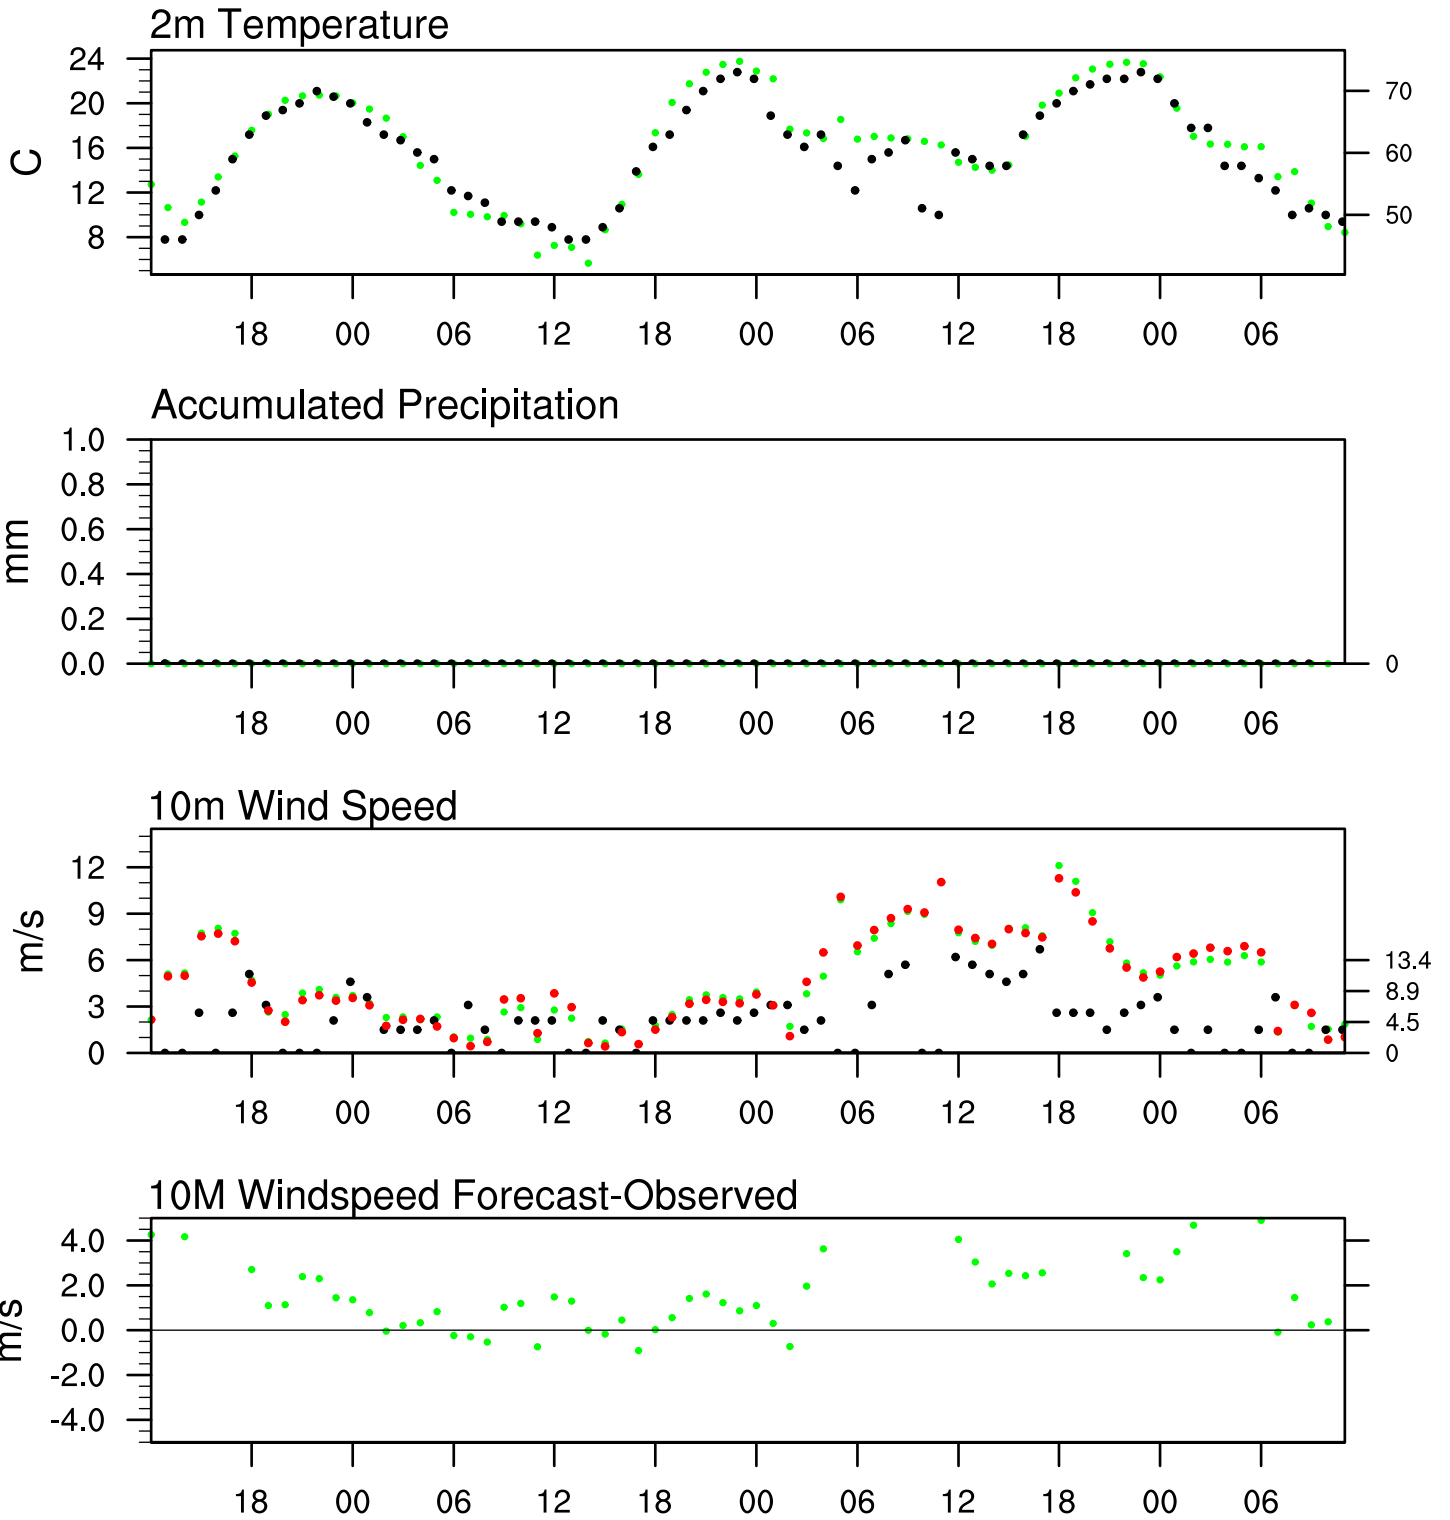 2m Temperature
24
20
16
12
8
C
70
60
50
18 00 06 12 18 00 06 12 18 00 06
Accumulated Precipitation
1.0
0.8
0.6
0.4
0.2
0.0
mm
0
18 00 06 12 18 00 06 12 18 00 06
10m Wind Speed
12
9
6
3
0
m/s
13.4
8.9
4.5
0
18 00 06 12 18 00 06 12 18 00 06
10M Windspeed Forecast-Observed
4.0
2.0
0.0
-2.0
-4.0
m/s
18 00 06 12 18 00 06 12 18 00 06